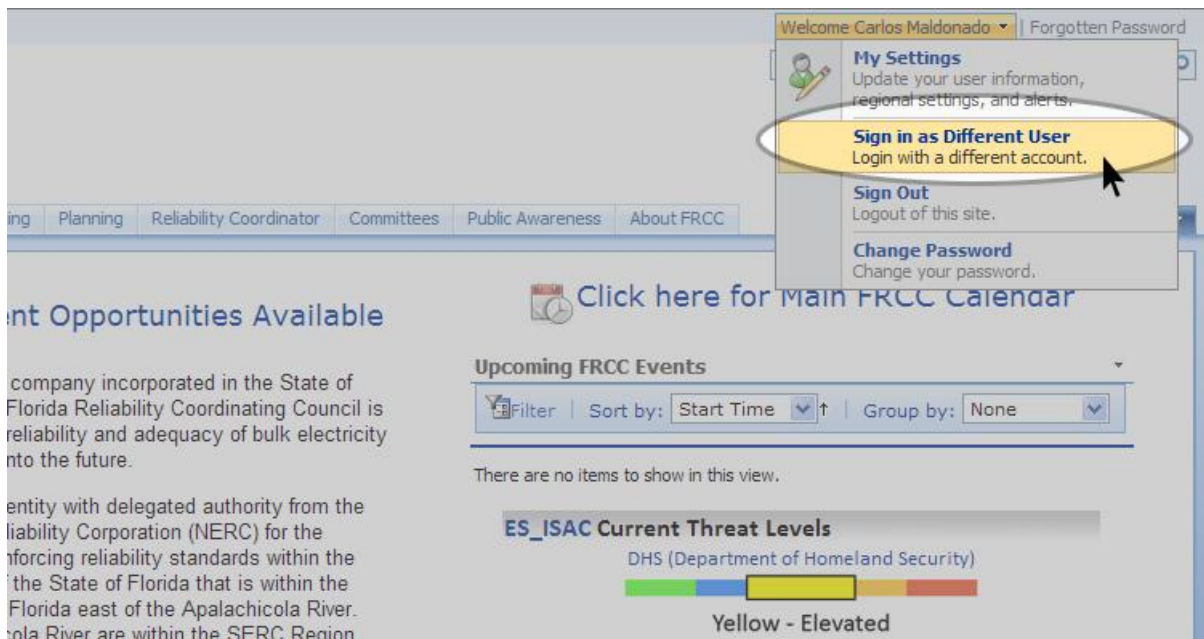 Welcome Carlos Maldonado | Forgotten Password
My Settings
Update your user information,
regional settings, and alerts.
Sign in as Different User
Login with a different account.
Sign Out
Logout of this site.
Change Password
Change your password.
Planning Reliability Coordinator Committees Public Awareness About FRCC
Opportunities Available
company incorporated in the State of
Florida Reliability Coordinating Council is
reliability and adequacy of bulk electricity
the future.
entity with delegated authority from the
Corporation (NERC) for the
reliability standards within the
the State of Florida that is within the
Florida east of the Apalachicola River.
River are within the SERC Region
Click here for Main FRCC Calendar
Upcoming FRCC Events
Filter | Sort by: Start Time ↑ | Group by: None
There are no items to show in this view.
ES_ISAC Current Threat Levels
DHS (Department of Homeland Security)
Yellow - Elevated